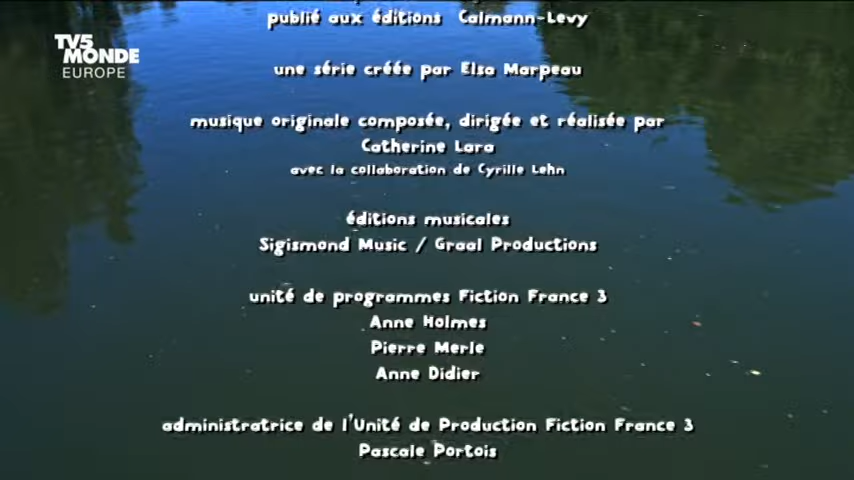 TV5
MONDE
EUROPE
publié aux éditions Calmann-Levy
une série créée par Elsa Marpeau
musique originale composée, dirigée et réalisée par
Catherine Lara
avec la collaboration de Cyrille Lehn
éditions musicales
Sigismond Music / Graal Productions
unité de programmes Fiction France 3
Anne Holmes
Pierre Merle
Anne Didier
administratrice de l'Unité de Production Fiction France 3
Pascale Portois